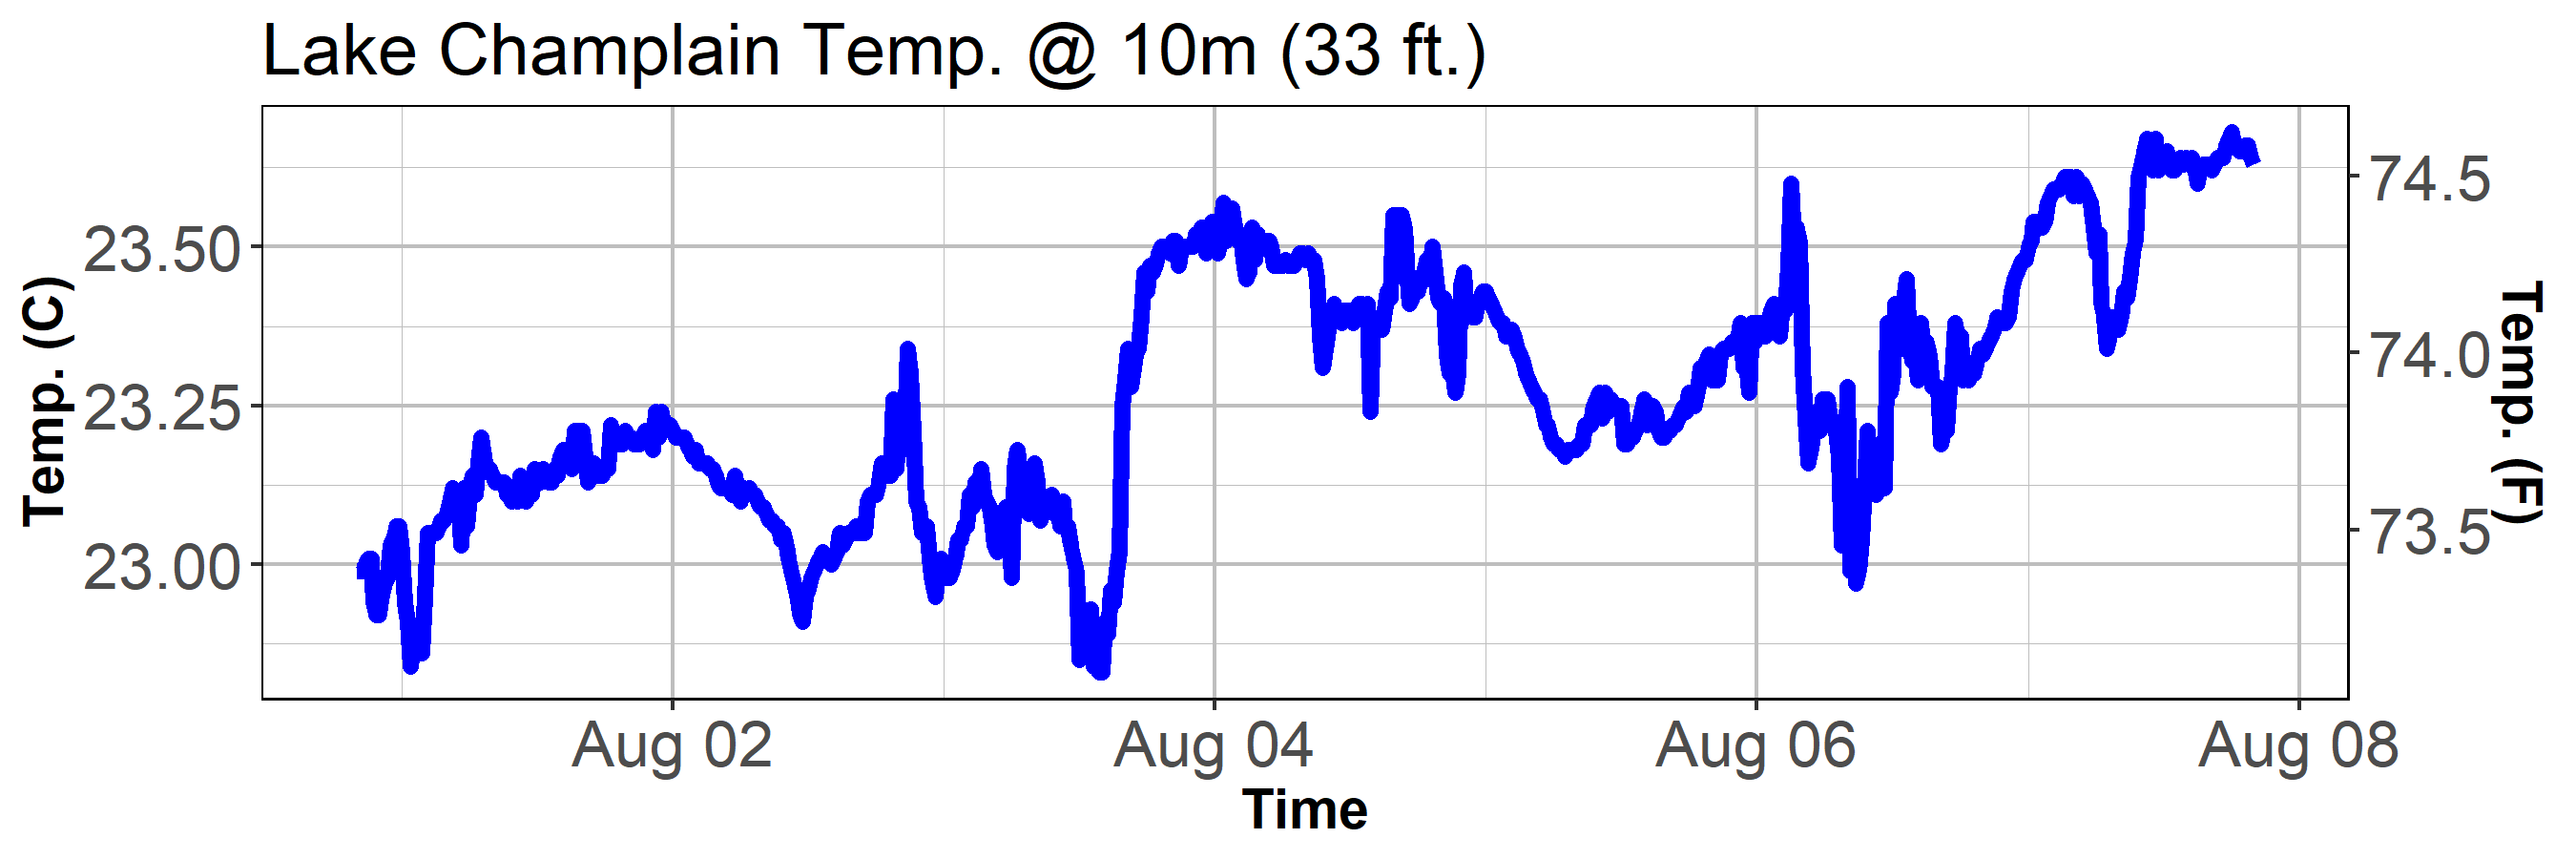 Lake Champlain Temp. @ 10m (33 ft.)
Temp. (C)
23.50
23.25
23.00
74.5
74.0
73.5
Temp. (F)
Aug 02 Aug 04 Aug 06 Aug 08
Time